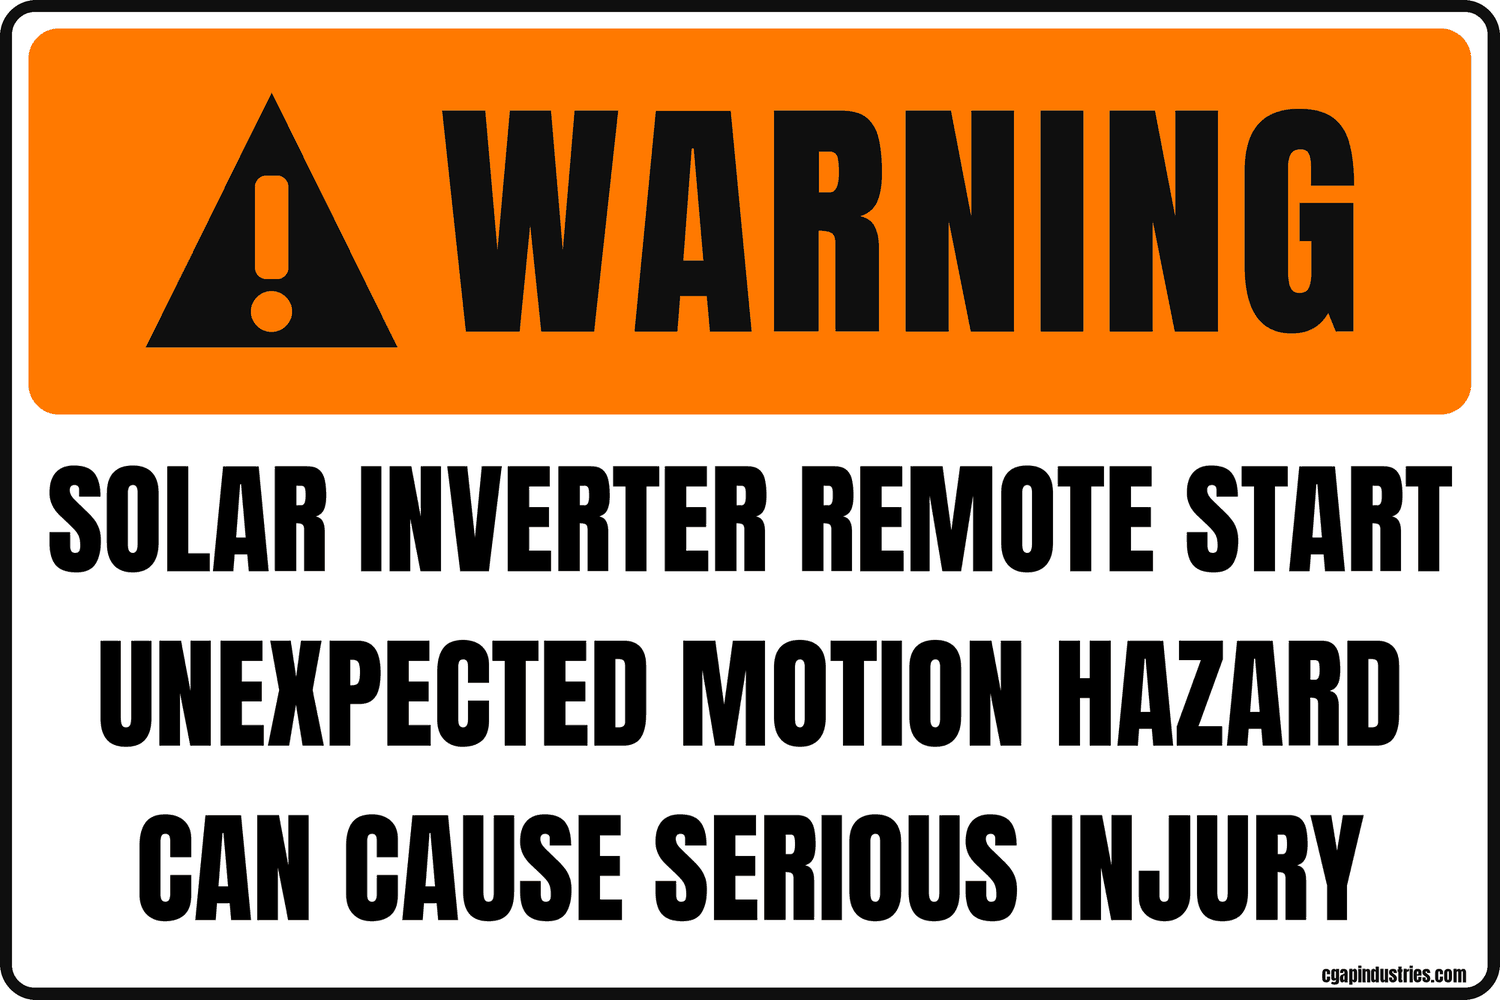 WARNING
SOLAR INVERTER REMOTE START
UNEXPECTED MOTION HAZARD
CAN CAUSE SERIOUS INJURY
cgapindustries.com